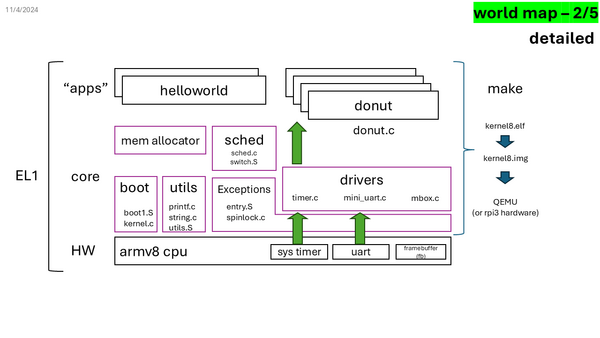 11/4/2024
world map – 2/5
detailed
“apps”
helloworld
donut
donut.c
make
kernel8.elf
kernel8.img
QEMU
(or rpi3 hardware)
EL1
core
mem allocator
sched
sched.c
switch.S
boot
boot1.S
kernel.c
utils
printf.c
string.c
utils.S
Exceptions
entry.S
spinlock.c
drivers
timer.c
mini_uart.c
mbox.c
HW
armv8 cpu
sys timer
uart
framebuffer
(fb)